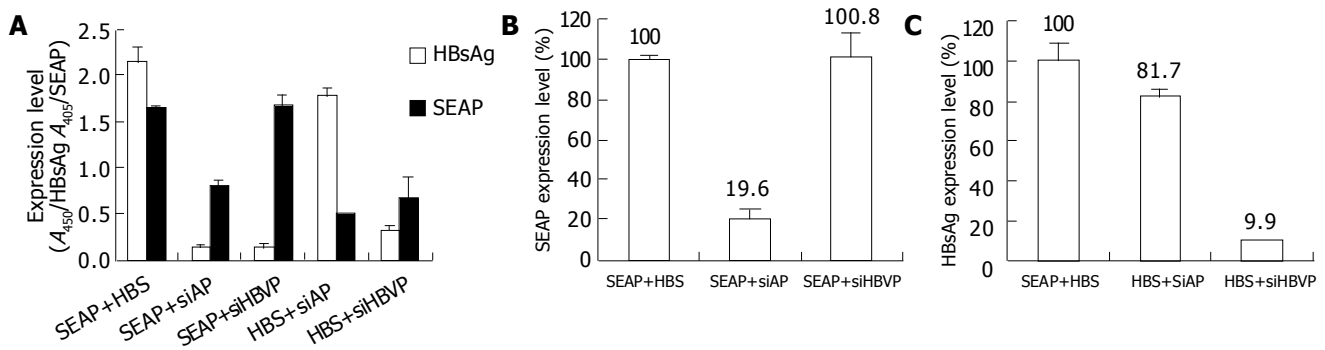 A
Expression level
(A450/HBsAg A405/SEAP)
2.5
2.0
1.5
1.0
0.5
0.0
HBsAg
SEAP
SEAP+HBS
SEAP+siAP
SEAP+siHBVP
HBS+siAP
HBS+siHBVP
B
SEAP expression level (%)
120
100
80
60
40
20
0
100
19.6
100.8
SEAP+HBS
SEAP+siAP
SEAP+siHBVP
C
HBsAg expression level (%)
120
100
80
60
40
20
0
100
81.7
9.9
SEAP+HBS
HBS+SiAP
HBS+siHBVP